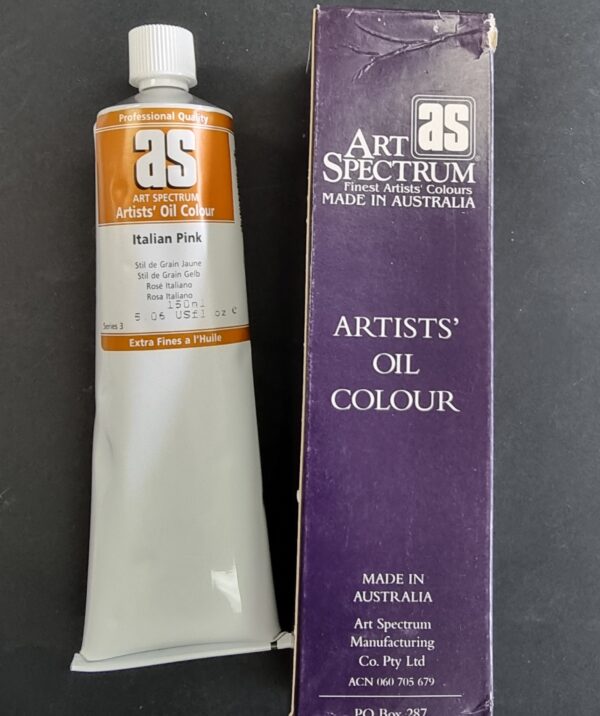 Professional Quality
as
ART SPECTRUM
Artists' Oil Colour
Italian Pink
Stil de Grain Jaune
Stil de Grain Gelb
Rosé Italiano
Rosa Italiano
150ml
5.06 USfl oz e
Series 3
Extra Fines a l'Huile
as
ART
SPECTRUM®
Finest Artists' Colours
MADE IN AUSTRALIA
ARTISTS'
OIL
COLOUR
MADE IN
AUSTRALIA
Art Spectrum
Manufacturing
Co. Pty Ltd
ACN 060 705 679
PO Box 287